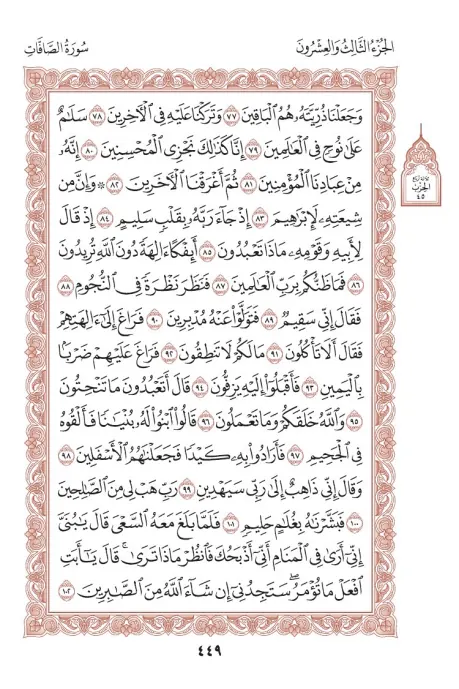 الجُزْءُ الثَّالِثُ وَالعِشْرُونَ
سُورَةُ الصَّافَّاتِ
وَجَعَلْنَا ذُرِّيَّتَهُۥ هُمُ ٱلْبَاقِينَ ٧٧ وَتَرَكْنَا عَلَيْهِ فِى ٱلْأَخِرِينَ ٧٨ سَلَٰمٌ
عَلَىٰ نُوحٍ فِى ٱلْعَٰلَمِينَ ٧٩ إِنَّا كَذَٰلِكَ نَجْزِى ٱلْمُحْسِنِينَ ٨٠ إِنَّهُۥ
مِنْ عِبَادِنَا ٱلْمُؤْمِنِينَ ٨١ ثُمَّ أَغْرَقْنَا ٱلْأَخَرِينَ ٨٢ ۞ وَإِنَّ مِن
شِيعَتِهِۦ لَإِبْرَٰهِيمَ ٨٣ إِذْ جَآءَ رَبَّهُۥ بِقَلْبٍ سَلِيمٍ ٨٤ إِذْ قَالَ
لِأَبِيهِ وَقَوْمِهِۦ مَاذَا تَعْبُدُونَ ٨٥ أَئِفْكًا ءَالِهَةً دُونَ ٱللَّهِ تُرِيدُونَ
٨٦ فَمَا ظَنُّكُم بِرَبِّ ٱلْعَٰلَمِينَ ٨٧ فَنَظَرَ نَظْرَةً فِى ٱلنُّجُومِ ٨٨
فَقَالَ إِنِّى سَقِيمٌ ٨٩ فَتَوَلَّوْا۟ عَنْهُ مُدْبِرِينَ ٩٠ فَرَاغَ إِلَىٰٓ ءَالِهَتِهِمْ
فَقَالَ أَلَا تَأْكُلُونَ ٩١ مَا لَكُمْ لَا تَنطِقُونَ ٩٢ فَرَاغَ عَلَيْهِمْ ضَرْبًۢا
بِٱلْيَمِينِ ٩٣ فَأَقْبَلُوٓا۟ إِلَيْهِ يَزِفُّونَ ٩٤ قَالَ أَتَعْبُدُونَ مَا تَنْحِتُونَ
٩٥ وَٱللَّهُ خَلَقَكُمْ وَمَا تَعْمَلُونَ ٩٦ قَالُوا۟ ٱبْنُوا۟ لَهُۥ بُنْيَٰنًا فَأَلْقُوهُ
فِى ٱلْجَحِيمِ ٩٧ فَأَرَادُوا۟ بِهِۦ كَيْدًا فَجَعَلْنَٰهُمُ ٱلْأَسْفَلِينَ ٩٨
وَقَالَ إِنِّى ذَاهِبٌ إِلَىٰ رَبِّى سَيَهْدِينِ ٩٩ رَبِّ هَبْ لِى مِنَ ٱلصَّٰلِحِينَ
١٠٠ فَبَشَّرْنَٰهُ بِغُلَٰمٍ حَلِيمٍ ١٠١ فَلَمَّا بَلَغَ مَعَهُ ٱلسَّعْىَ قَالَ يَٰبُنَىَّ
إِنِّىٓ أَرَىٰ فِى ٱلْمَنَامِ أَنِّىٓ أَذْبَحُكَ فَٱنظُرْ مَاذَا تَرَىٰ ۚ قَالَ يَٰٓأَبَتِ
ٱفْعَلْ مَا تُؤْمَرُ ۖ سَتَجِدُنِىٓ إِن شَآءَ ٱللَّهُ مِنَ ٱلصَّٰبِرِينَ ١٠٢
الحِزْب
٤٥
٤٤٩